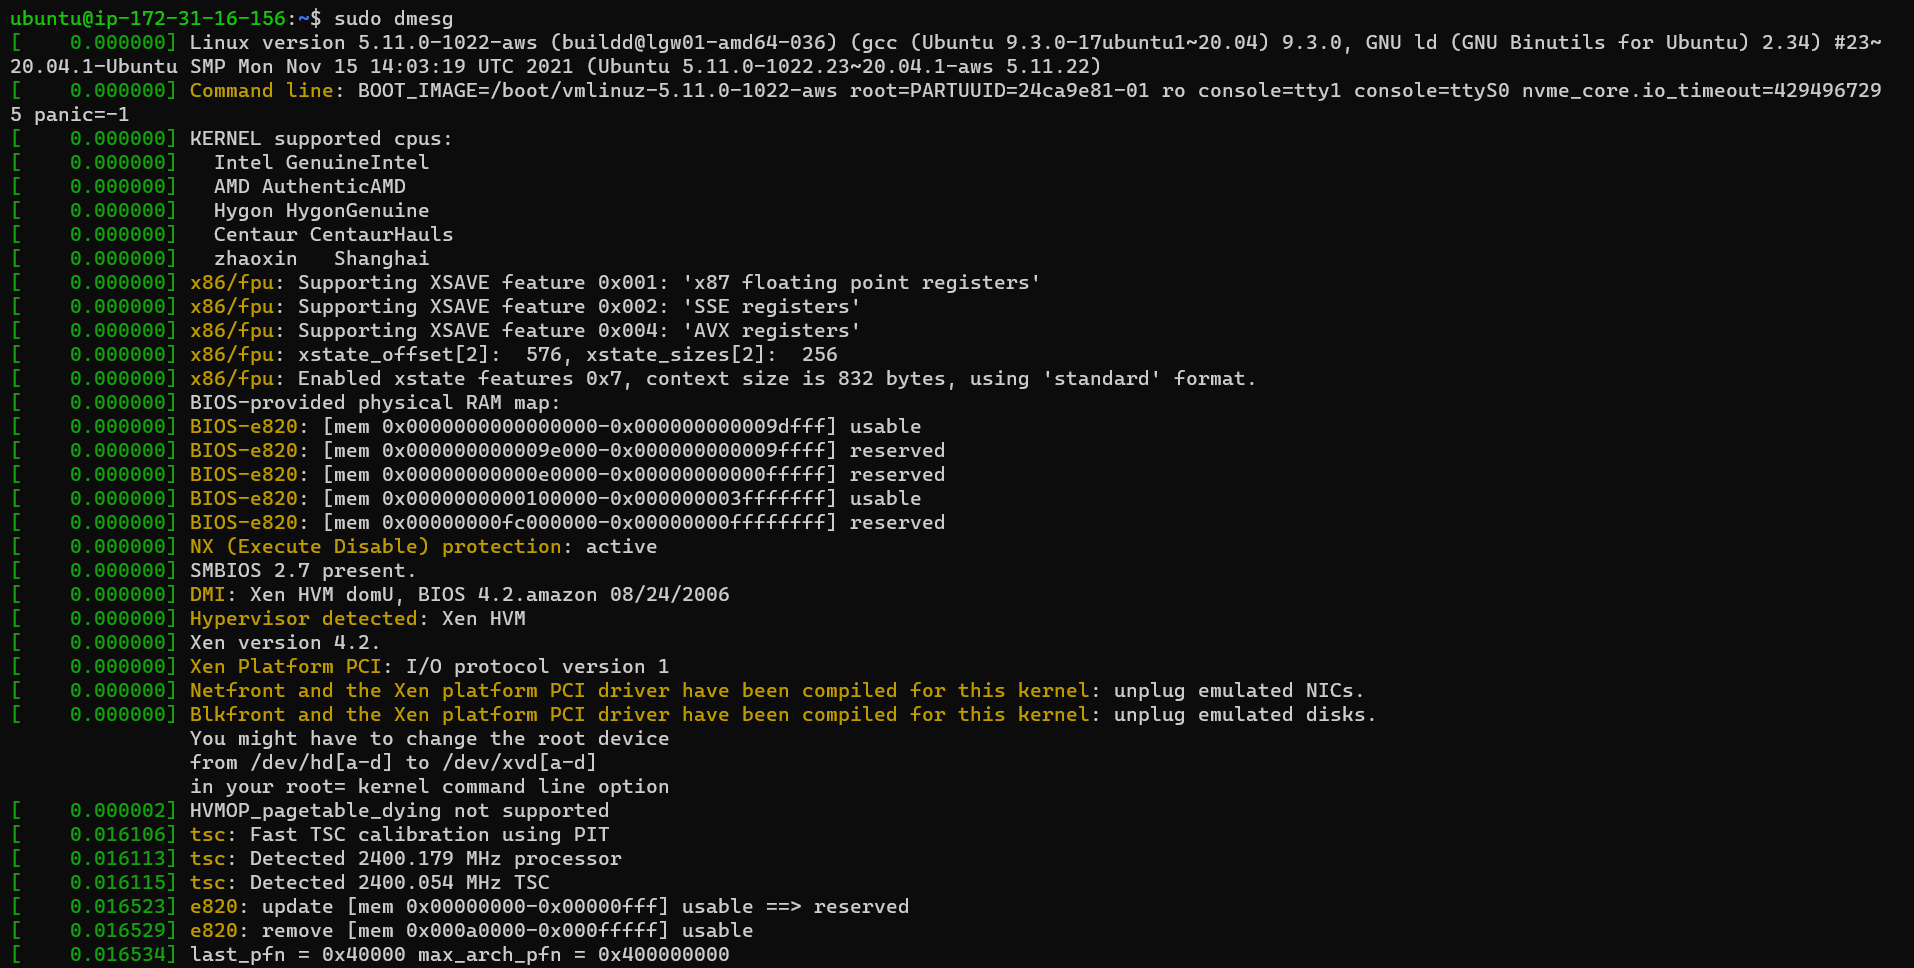 ubuntu@ip-172-31-16-156:~$ sudo dmesg
[    0.000000] Linux version 5.11.0-1022-aws (buildd@lgw01-amd64-036) (gcc (Ubuntu 9.3.0-17ubuntu1~20.04) 9.3.0, GNU ld (GNU Binutils for Ubuntu) 2.34) #23~
20.04.1-Ubuntu SMP Mon Nov 15 14:03:19 UTC 2021 (Ubuntu 5.11.0-1022.23~20.04.1-aws 5.11.22)
[    0.000000] Command line: BOOT_IMAGE=/boot/vmlinuz-5.11.0-1022-aws root=PARTUUID=24ca9e81-01 ro console=tty1 console=ttyS0 nvme_core.io_timeout=429496729
5 panic=-1
[    0.000000] KERNEL supported cpus:
[    0.000000]   Intel GenuineIntel
[    0.000000]   AMD AuthenticAMD
[    0.000000]   Hygon HygonGenuine
[    0.000000]   Centaur CentaurHauls
[    0.000000]   zhaoxin   Shanghai
[    0.000000] x86/fpu: Supporting XSAVE feature 0x001: 'x87 floating point registers'
[    0.000000] x86/fpu: Supporting XSAVE feature 0x002: 'SSE registers'
[    0.000000] x86/fpu: Supporting XSAVE feature 0x004: 'AVX registers'
[    0.000000] x86/fpu: xstate_offset[2]:  576, xstate_sizes[2]:  256
[    0.000000] x86/fpu: Enabled xstate features 0x7, context size is 832 bytes, using 'standard' format.
[    0.000000] BIOS-provided physical RAM map:
[    0.000000] BIOS-e820: [mem 0x0000000000000000-0x000000000009dfff] usable
[    0.000000] BIOS-e820: [mem 0x000000000009e000-0x000000000009ffff] reserved
[    0.000000] BIOS-e820: [mem 0x00000000000e0000-0x00000000000fffff] reserved
[    0.000000] BIOS-e820: [mem 0x0000000000100000-0x000000003fffffff] usable
[    0.000000] BIOS-e820: [mem 0x00000000fc000000-0x00000000ffffffff] reserved
[    0.000000] NX (Execute Disable) protection: active
[    0.000000] SMBIOS 2.7 present.
[    0.000000] DMI: Xen HVM domU, BIOS 4.2.amazon 08/24/2006
[    0.000000] Hypervisor detected: Xen HVM
[    0.000000] Xen version 4.2.
[    0.000000] Xen Platform PCI: I/O protocol version 1
[    0.000000] Netfront and the Xen platform PCI driver have been compiled for this kernel: unplug emulated NICs.
[    0.000000] Blkfront and the Xen platform PCI driver have been compiled for this kernel: unplug emulated disks.
               You might have to change the root device
               from /dev/hd[a-d] to /dev/xvd[a-d]
               in your root= kernel command line option
[    0.000002] HVMOP_pagetable_dying not supported
[    0.016106] tsc: Fast TSC calibration using PIT
[    0.016113] tsc: Detected 2400.179 MHz processor
[    0.016115] tsc: Detected 2400.054 MHz TSC
[    0.016523] e820: update [mem 0x00000000-0x00000fff] usable ==> reserved
[    0.016529] e820: remove [mem 0x000a0000-0x000fffff] usable
[    0.016534] last_pfn = 0x40000 max_arch_pfn = 0x400000000